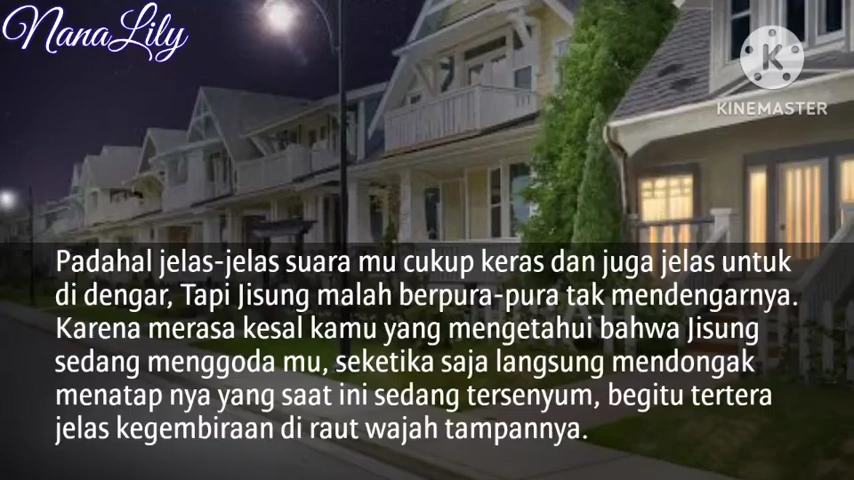 NanaLily
K
KINEMASTER
Padahal jelas-jelas suara mu cukup keras dan juga jelas untuk
di dengar, Tapi Jisung malah berpura-pura tak mendengarnya.
Karena merasa kesal kamu yang mengetahui bahwa Jisung
sedang menggoda mu, seketika saja langsung mendongak
menatap nya yang saat ini sedang tersenyum, begitu tertera
jelas kegembiraan di raut wajah tampannya.